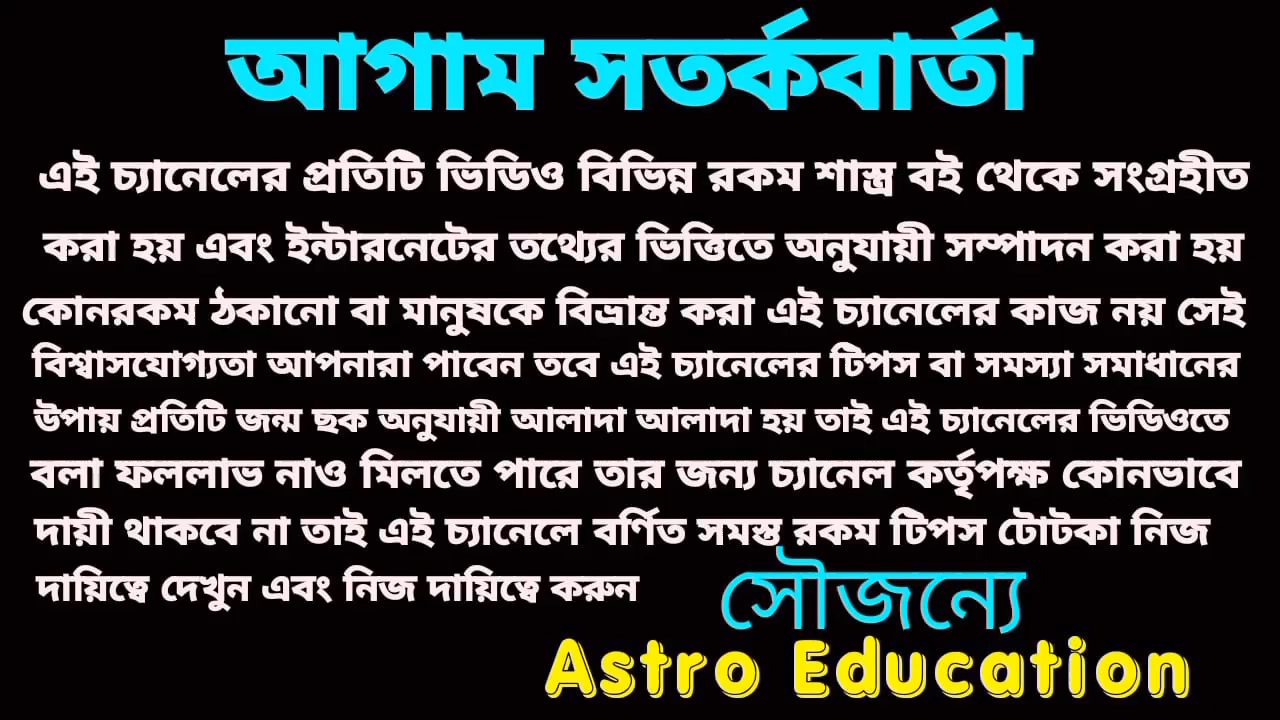 আগাম সতর্কবার্তা
এই চ্যানেলের প্রতিটি ভিডিও বিভিন্ন রকম শাস্ত্র বই থেকে সংগ্রহীত
করা হয় এবং ইন্টারনেটের তথ্যের ভিত্তিতে অনুযায়ী সম্পাদন করা হয়
কোনরকম ঠকানো বা মানুষকে বিভ্রান্ত করা এই চ্যানেলের কাজ নয় সেই
বিশ্বাসযোগ্যতা আপনারা পাবেন তবে এই চ্যানেলের টিপস বা সমস্যা সমাধানের
উপায় প্রতিটি জন্ম ছক অনুযায়ী আলাদা আলাদা হয় তাই এই চ্যানেলের ভিডিওতে
বলা ফললাভ নাও মিলতে পারে তার জন্য চ্যানেল কর্তৃপক্ষ কোনভাবে
দায়ী থাকবে না তাই এই চ্যানেলে বর্ণিত সমস্ত রকম টিপস টোটকা নিজ
দায়িত্বে দেখুন এবং নিজ দায়িত্বে করুন
সৌজন্যে
Astro Education